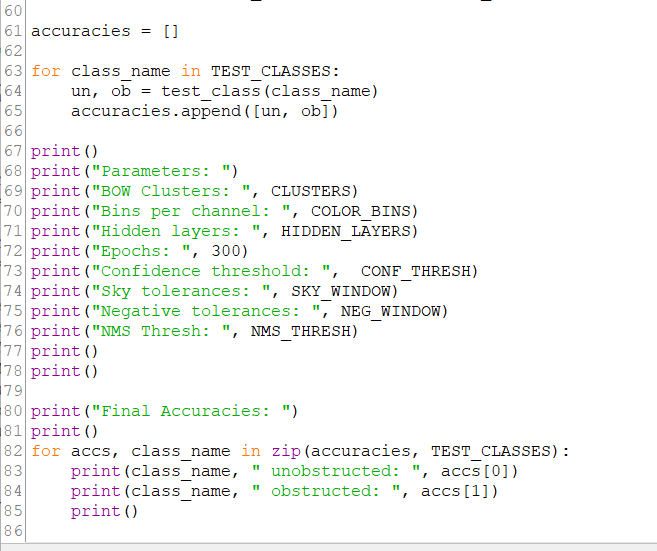 60
61 accuracies = []
62
63 for class_name in TEST_CLASSES:
64     un, ob = test_class(class_name)
65     accuracies.append([un, ob])
66
67 print()
68 print("Parameters: ")
69 print("BOW Clusters: ", CLUSTERS)
70 print("Bins per channel: ", COLOR_BINS)
71 print("Hidden layers: ", HIDDEN_LAYERS)
72 print("Epochs: ", 300)
73 print("Confidence threshold: ",  CONF_THRESH)
74 print("Sky tolerances: ", SKY_WINDOW)
75 print("Negative tolerances: ", NEG_WINDOW)
76 print("NMS Thresh: ", NMS_THRESH)
77 print()
78 print()
79
80 print("Final Accuracies: ")
81 print()
82 for accs, class_name in zip(accuracies, TEST_CLASSES):
83     print(class_name, " unobstructed: ", accs[0])
84     print(class_name, " obstructed: ", accs[1])
85     print()
86